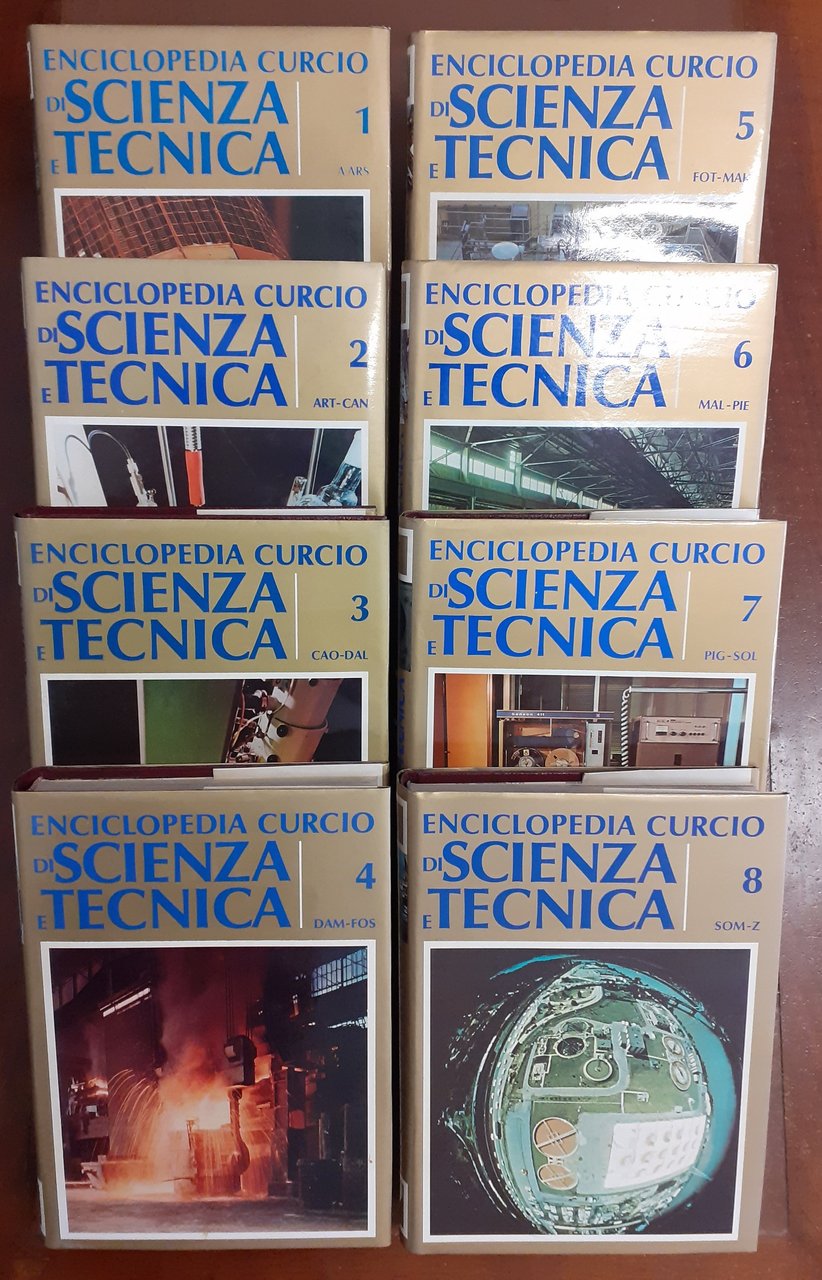 ENCICLOPEDIA CURCIO
DI SCIENZA
E TECNICA
1
A-ARS
ENCICLOPEDIA CURCIO
DI SCIENZA
E TECNICA
2
ART-CAN
ENCICLOPEDIA CURCIO
DI SCIENZA
E TECNICA
3
CAO-DAL
ENCICLOPEDIA CURCIO
DI SCIENZA
E TECNICA
4
DAM-FOS
ENCICLOPEDIA CURCIO
DI SCIENZA
E TECNICA
5
FOT-MAK
ENCICLOPEDIA CURCIO
DI SCIENZA
E TECNICA
6
MAL-PIE
ENCICLOPEDIA CURCIO
DI SCIENZA
E TECNICA
7
PIG-SOL
ENCICLOPEDIA CURCIO
DI SCIENZA
E TECNICA
8
SOM-Z